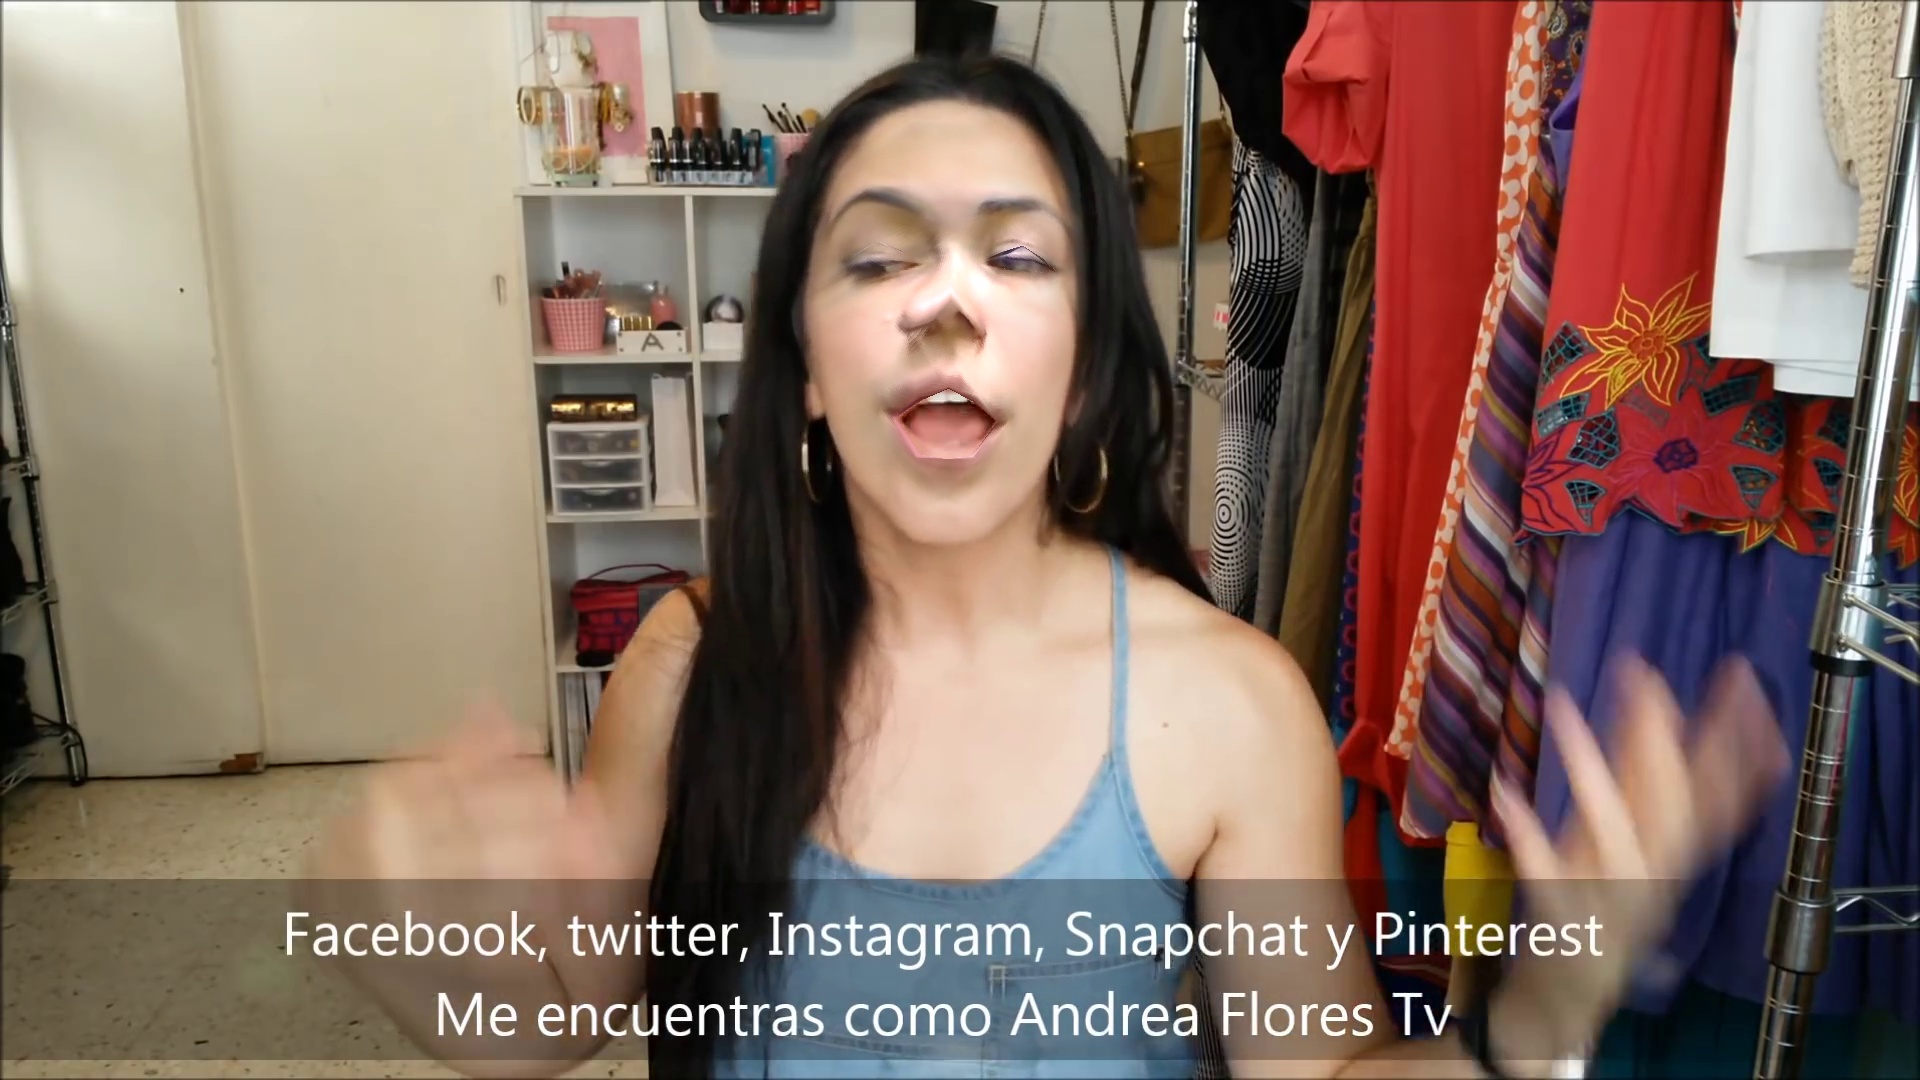 A
Facebook, twitter, Instagram, Snapchat y Pinterest
Me encuentras como Andrea Flores Tv